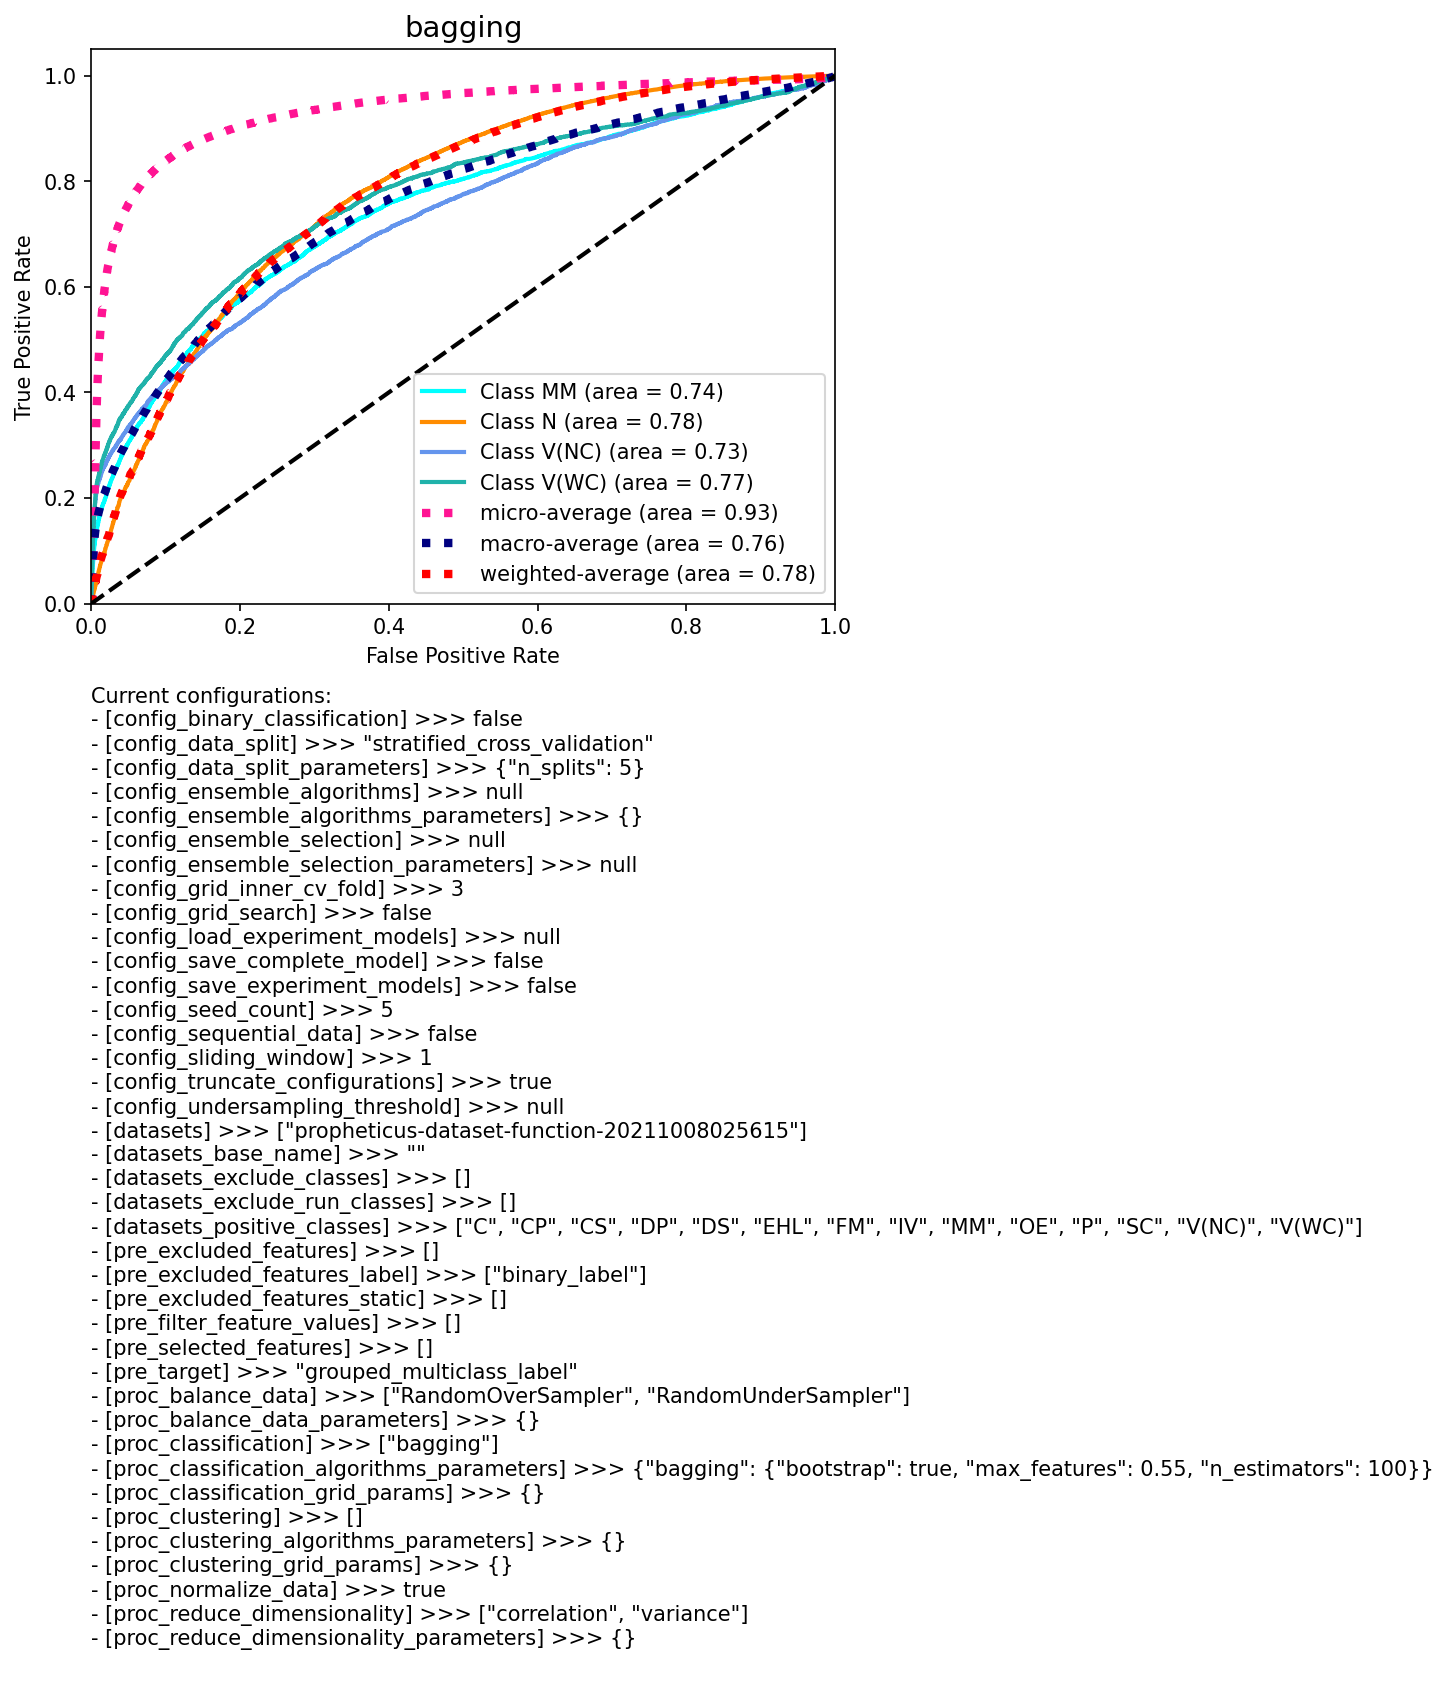 bagging
1.0
0.8
0.6
0.4
0.2
0.0
True Positive Rate
Class MM (area = 0.74)
Class N (area = 0.78)
Class V(NC) (area = 0.73)
Class V(WC) (area = 0.77)
micro-average (area = 0.93)
macro-average (area = 0.76)
weighted-average (area = 0.78)
0.0 0.2 0.4 0.6 0.8 1.0
False Positive Rate
Current configurations:
- [config_binary_classification] >>> false
- [config_data_split] >>> "stratified_cross_validation"
- [config_data_split_parameters] >>> {"n_splits": 5}
- [config_ensemble_algorithms] >>> null
- [config_ensemble_algorithms_parameters] >>> {}
- [config_ensemble_selection] >>> null
- [config_ensemble_selection_parameters] >>> null
- [config_grid_inner_cv_fold] >>> 3
- [config_grid_search] >>> false
- [config_load_experiment_models] >>> null
- [config_save_complete_model] >>> false
- [config_save_experiment_models] >>> false
- [config_seed_count] >>> 5
- [config_sequential_data] >>> false
- [config_sliding_window] >>> 1
- [config_truncate_configurations] >>> true
- [config_undersampling_threshold] >>> null
- [datasets] >>> ["propheticus-dataset-function-20211008025615"]
- [datasets_base_name] >>> ""
- [datasets_exclude_classes] >>> []
- [datasets_exclude_run_classes] >>> []
- [datasets_positive_classes] >>> ["C", "CP", "CS", "DP", "DS", "EHL", "FM", "IV", "MM", "OE", "P", "SC", "V(NC)", "V(WC)"]
- [pre_excluded_features] >>> []
- [pre_excluded_features_label] >>> ["binary_label"]
- [pre_excluded_features_static] >>> []
- [pre_filter_feature_values] >>> []
- [pre_selected_features] >>> []
- [pre_target] >>> "grouped_multiclass_label"
- [proc_balance_data] >>> ["RandomOverSampler", "RandomUnderSampler"]
- [proc_balance_data_parameters] >>> {}
- [proc_classification] >>> ["bagging"]
- [proc_classification_algorithms_parameters] >>> {"bagging": {"bootstrap": true, "max_features": 0.55, "n_estimators": 100}}
- [proc_classification_grid_params] >>> {}
- [proc_clustering] >>> []
- [proc_clustering_algorithms_parameters] >>> {}
- [proc_clustering_grid_params] >>> {}
- [proc_normalize_data] >>> true
- [proc_reduce_dimensionality] >>> ["correlation", "variance"]
- [proc_reduce_dimensionality_parameters] >>> {}